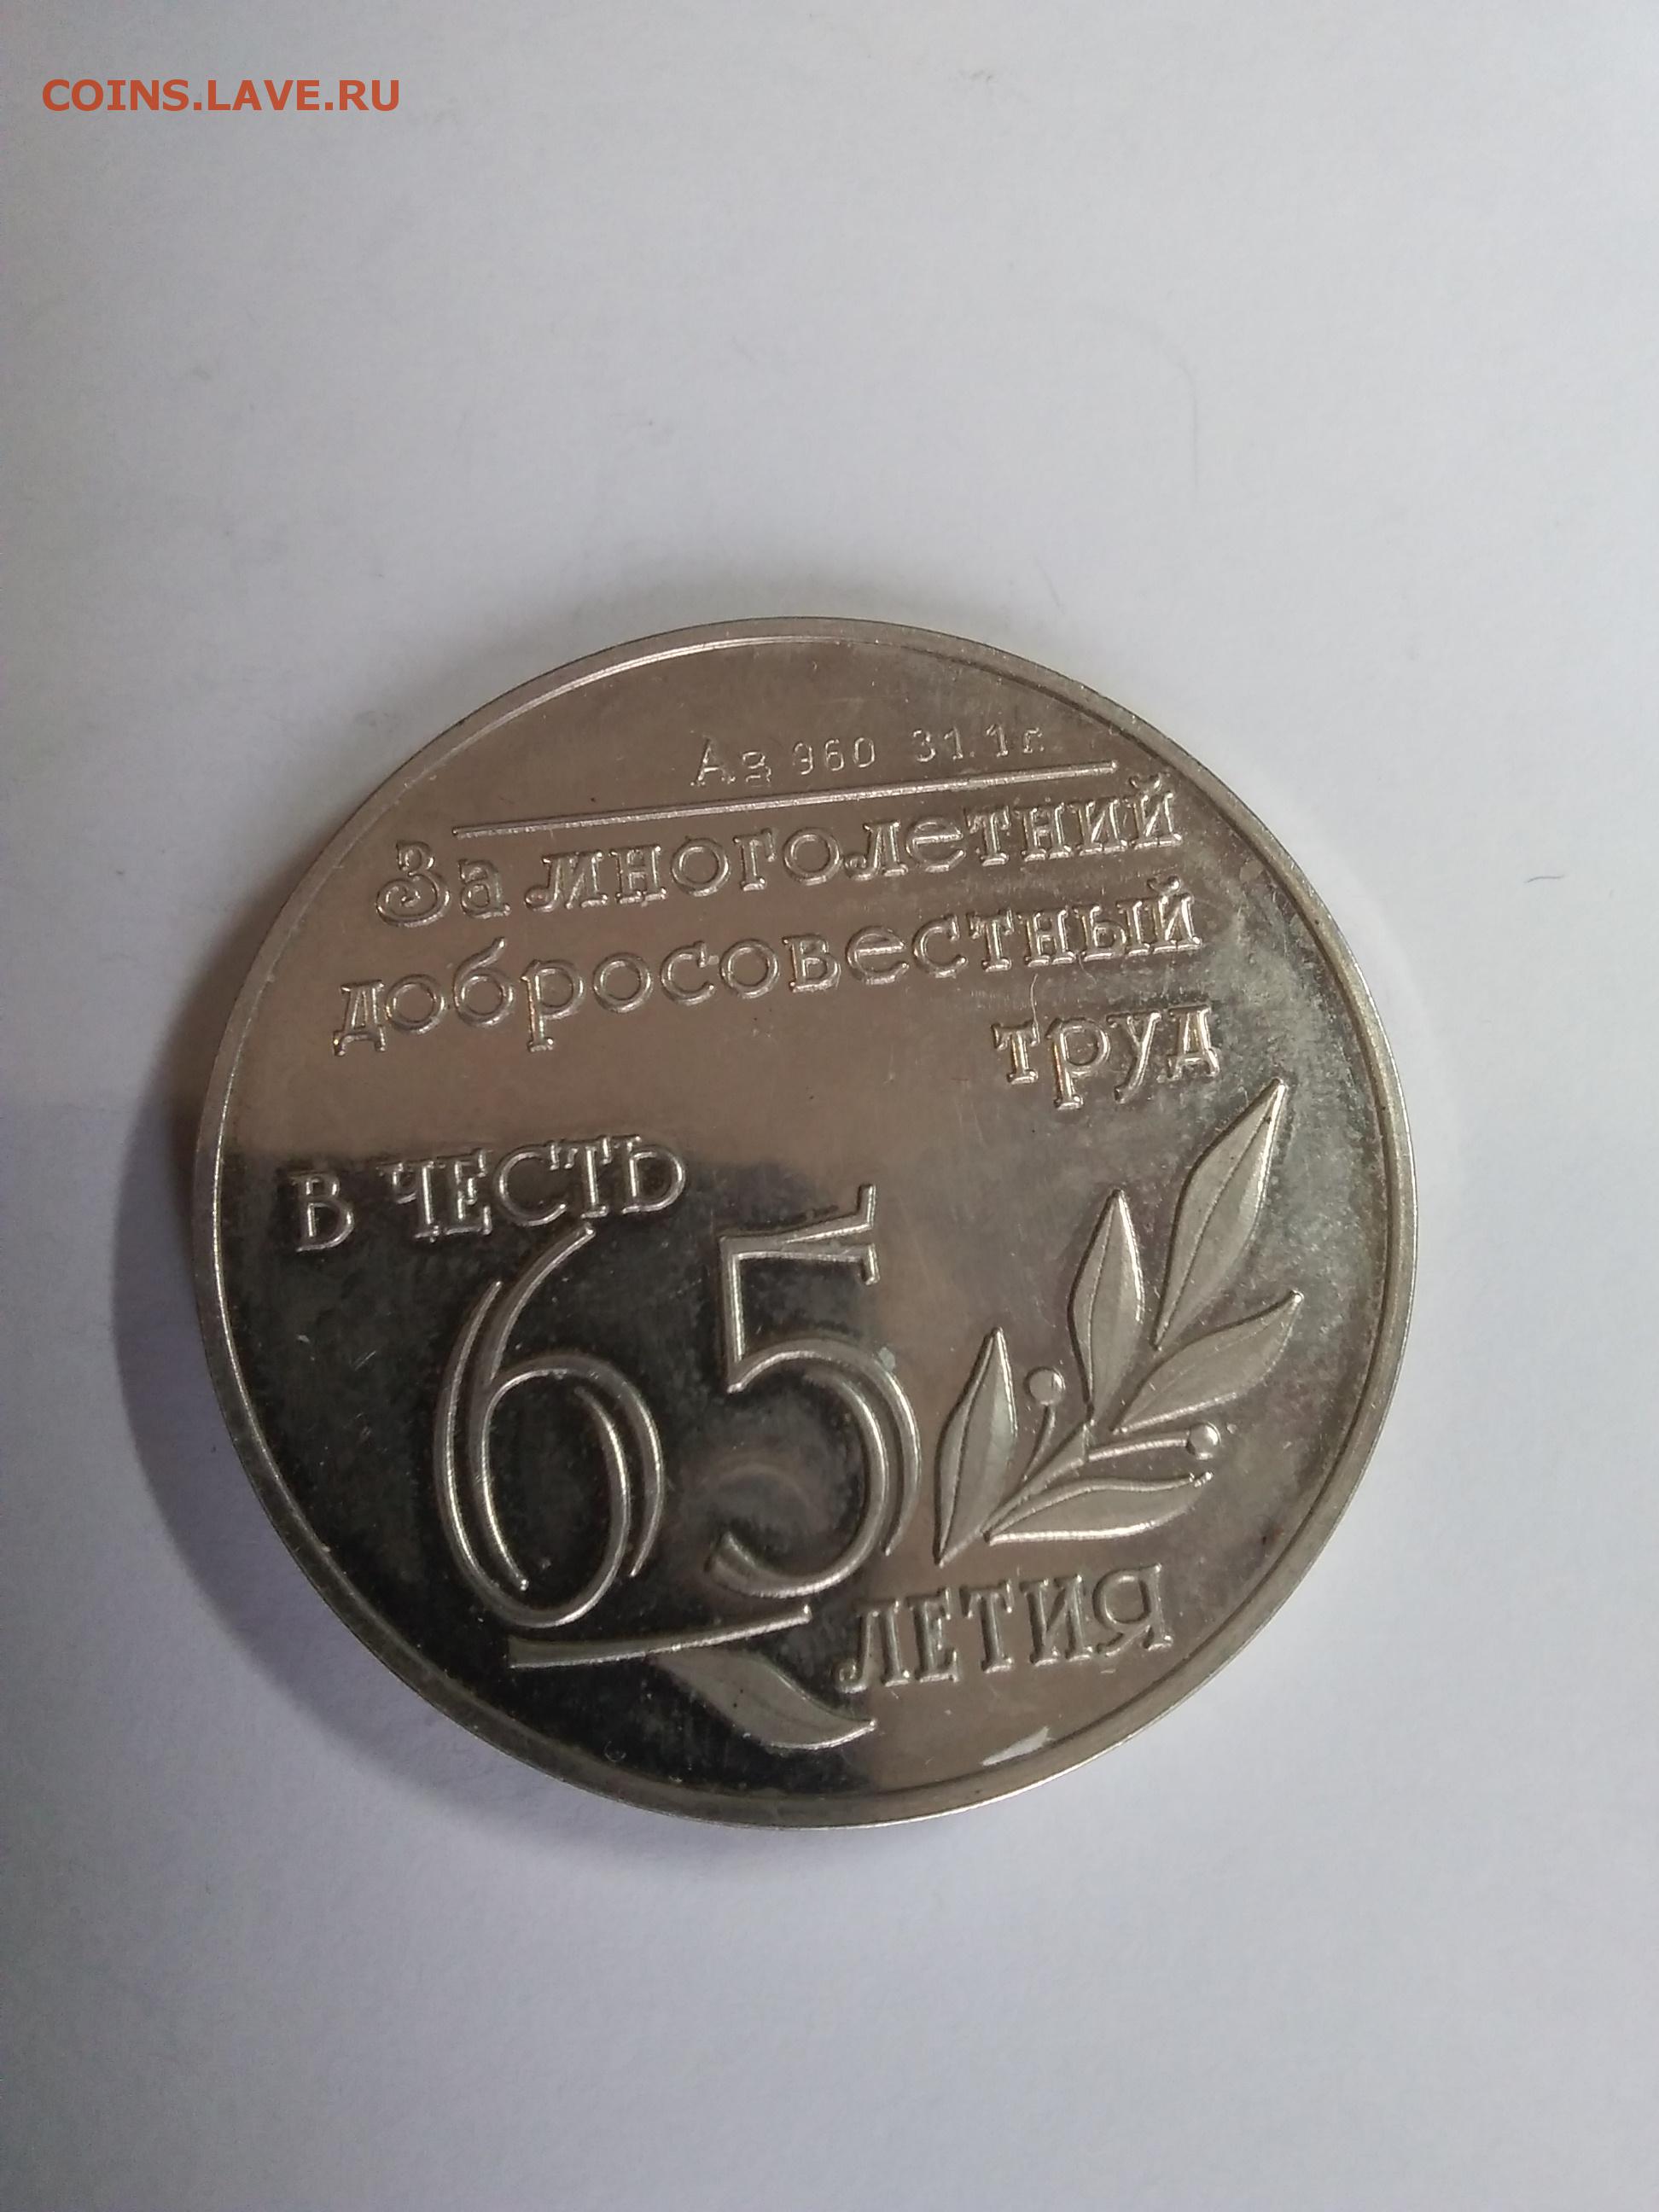 COINS.LAVE.RU
Ag 960 31.1г
За многолетний
добросовестный
труд
В ЧЕСТЬ
65
ЛЕТИЯ